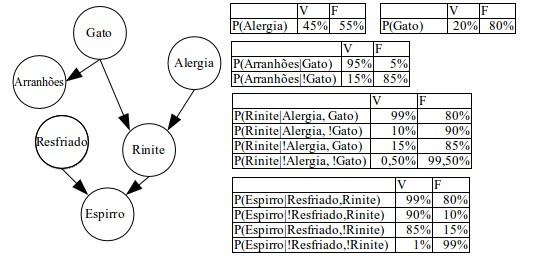 Gato
Arranhões
Alergia
Resfriado
Rinite
Espirro
V F
P(Alergia) 45% 55%
V F
P(Gato) 20% 80%
V F
P(Arranhões|Gato) 95% 5%
P(Arranhões|!Gato) 15% 85%
V F
P(Rinite|Alergia, Gato) 99% 80%
P(Rinite|Alergia, !Gato) 10% 90%
P(Rinite|!Alergia, Gato) 15% 85%
P(Rinite|!Alergia, !Gato) 0,50% 99,50%
V F
P(Espirro|Resfriado,Rinite) 99% 80%
P(Espirro|!Resfriado,Rinite) 90% 10%
P(Espirro|Resfriado,!Rinite) 85% 15%
P(Espirro|!Resfriado,!Rinite) 1% 99%